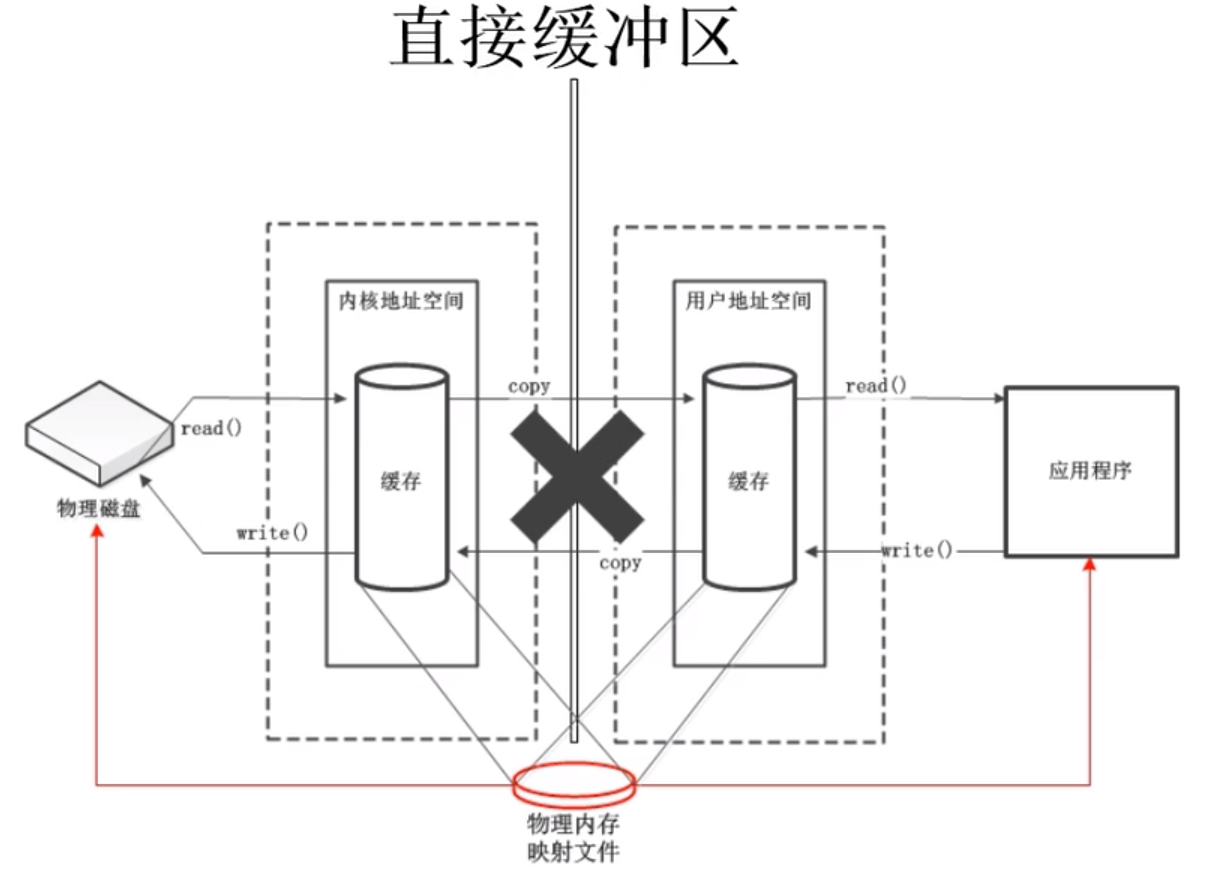 直接缓冲区
内核地址空间
用户地址空间
copy
read()
read()
缓存
缓存
应用程序
物理磁盘
write()
copy
write()
物理内存
映射文件